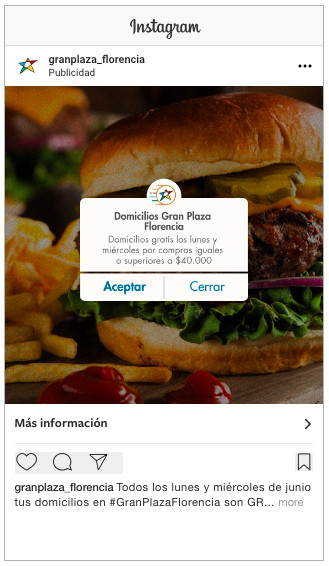 Instagram
granplaza_florencia
Publicidad
Domicilios Gran Plaza
Florencia
Domicilios gratis los lunes y
miércoles por compras iguales
o superiores a $40.000
Aceptar Cerrar
Más información
granplaza_florencia Todos los lunes y miércoles de junio
tus domicilios en #GranPlazaFlorencia son GR... more